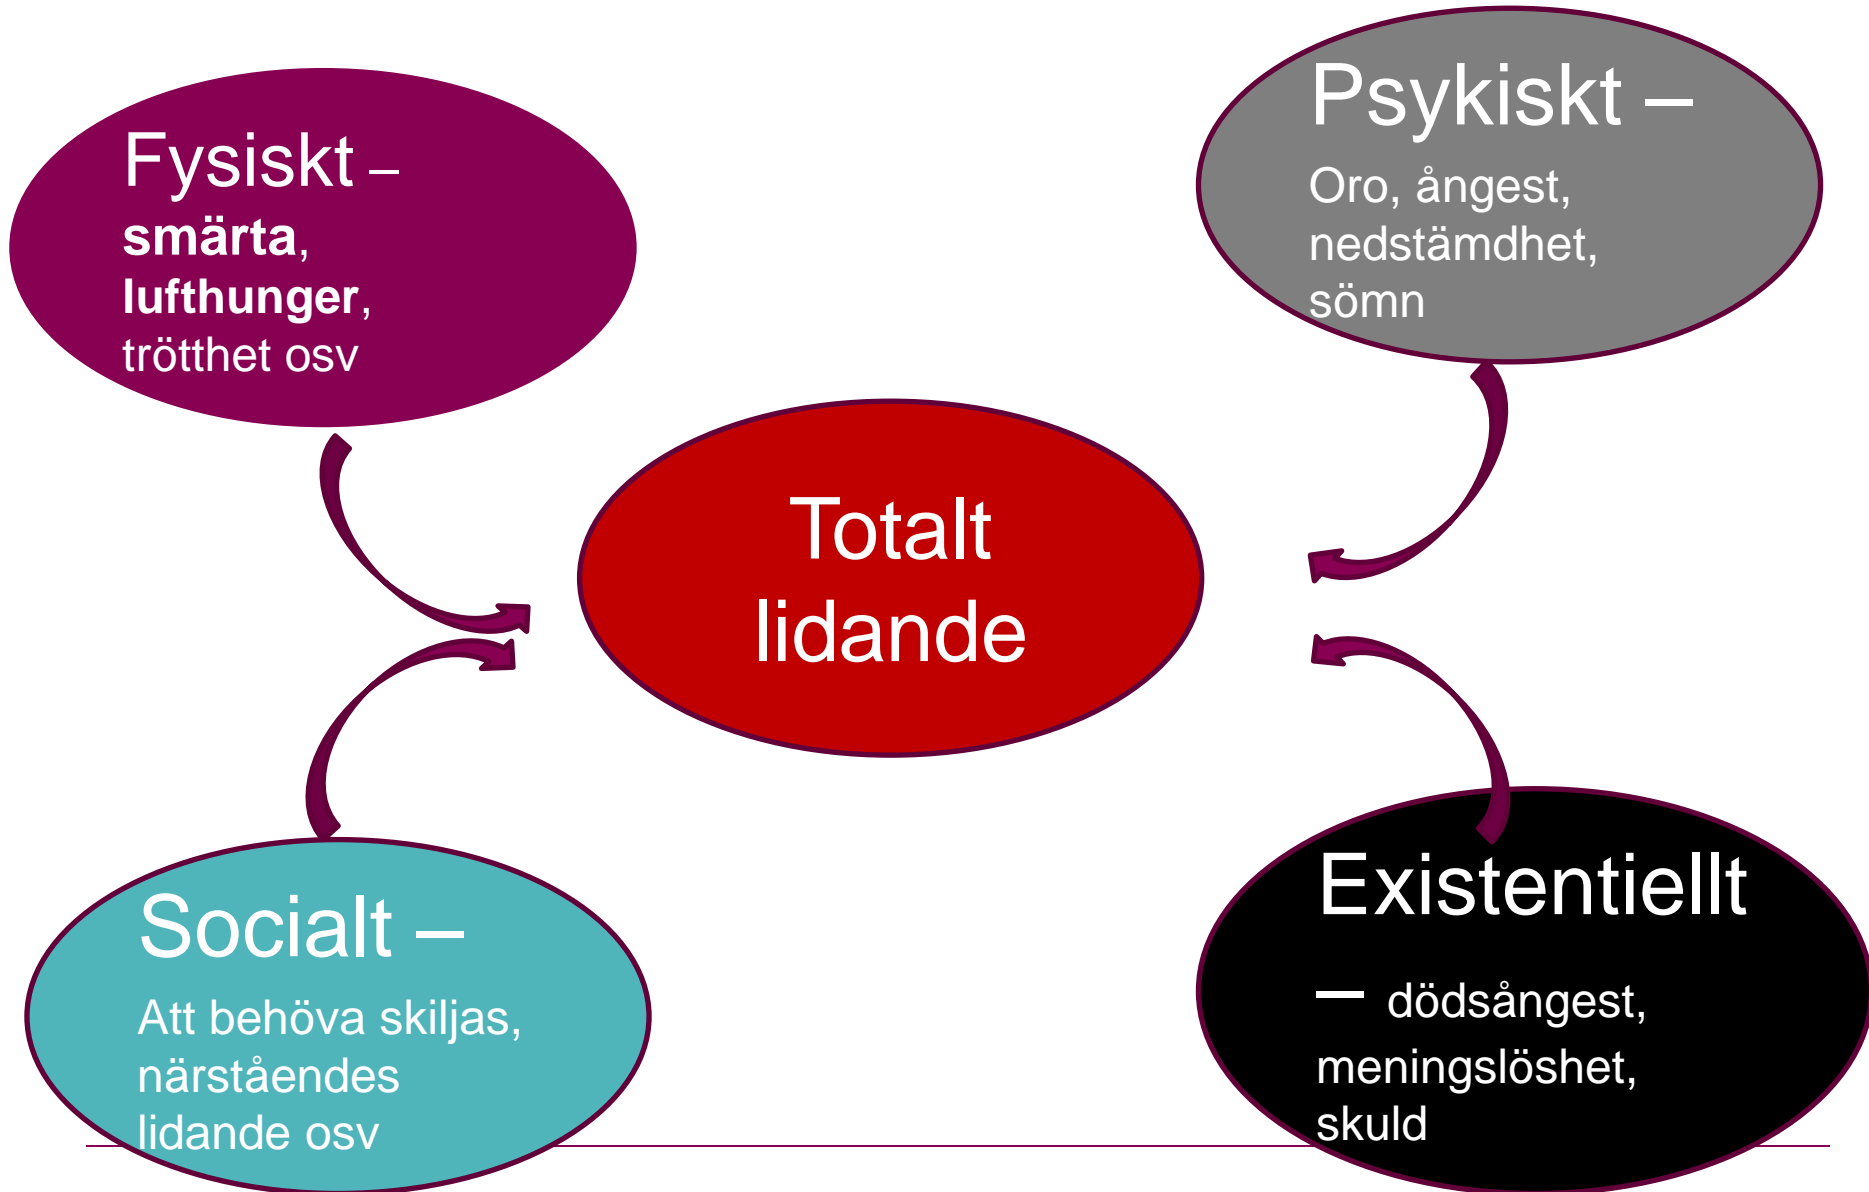 Fysiskt –
smärta,
lufthunger,
trötthet osv
Psykiskt –
Oro, ångest,
nedstämdhet,
sömn
Totalt
lidande
Socialt –
Att behöva skiljas,
närståendes
lidande osv
Existentiellt
– dödsångest,
meningslöshet,
skuld